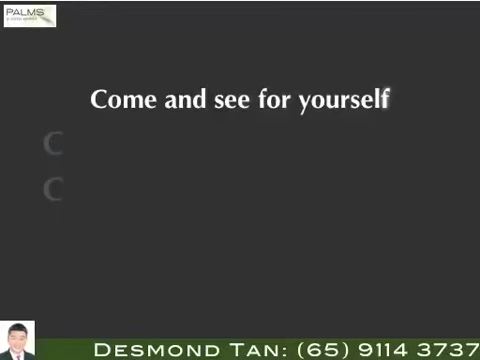 PALMS
Come and see for yourself
C
C
DESMOND TAN: (65) 9114 3737